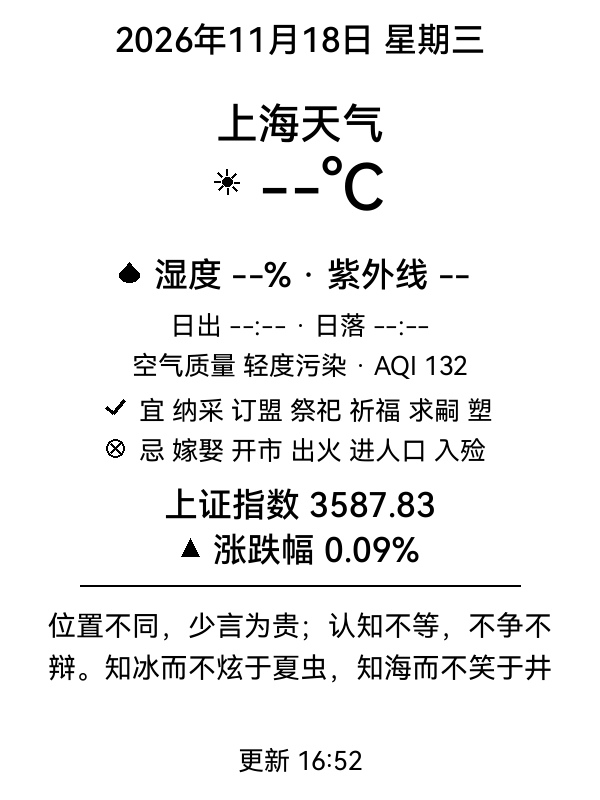 2026年11月18日 星期三
上海天气
--°C
湿度 --% · 紫外线 --
日出 --:-- · 日落 --:--
空气质量 轻度污染 · AQI 132
宜 纳采 订盟 祭祀 祈福 求嗣 塑
忌 嫁娶 开市 出火 进人口 入殓
上证指数 3587.83
▲ 涨跌幅 0.09%
位置不同，少言为贵；认知不等，不争不
辩。知冰而不炫于夏虫，知海而不笑于井
更新 16:52